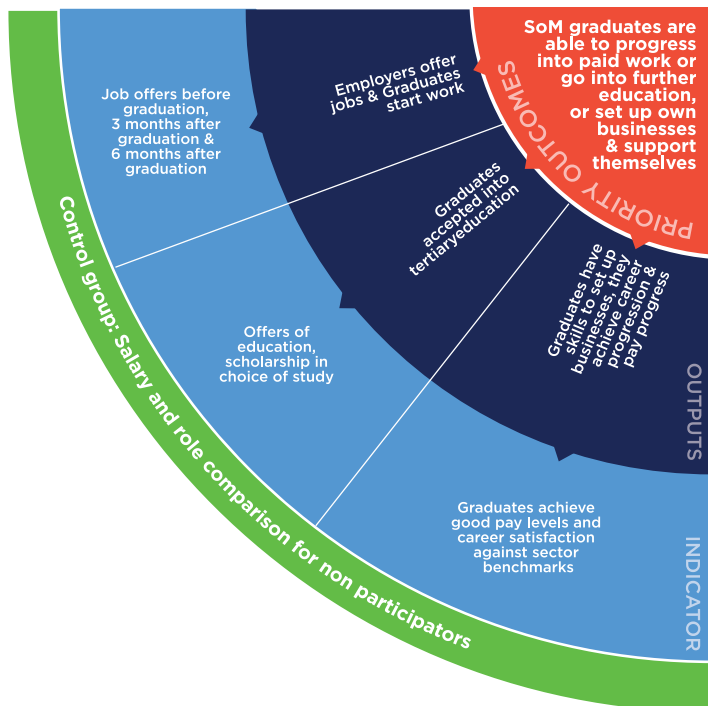 SoM graduates are
able to progress
into paid work or
go into further
education,
or set up own
businesses
& support
themselves
PRIORITY OUTCOMES
Employers offer
jobs & Graduates
start work
Graduates
accepted into
tertiaryeducation
Graduates have
skills to set up
businesses, they
achieve career
progression &
pay progress
OUTPUTS
Job offers before
graduation,
3 months after
graduation &
6 months after
graduation
Offers of
education,
scholarship in
choice of study
Graduates achieve
good pay levels and
career satisfaction
against sector
benchmarks
INDICATOR
Control group: Salary and role comparison for non participators